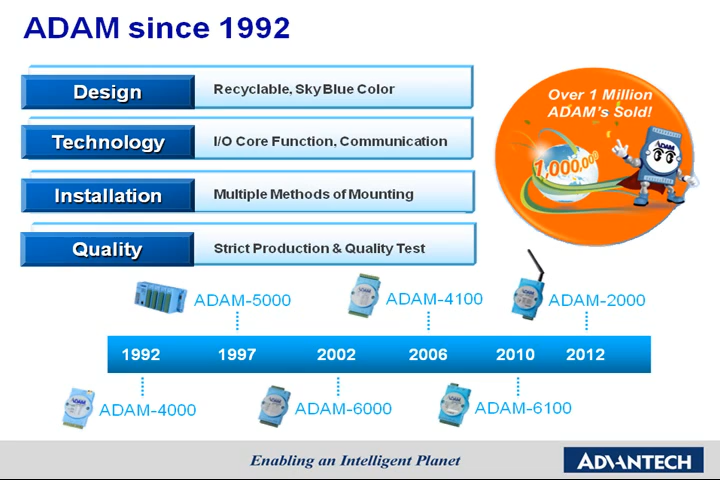 ADAM since 1992
Design
Recyclable, Sky Blue Color
Technology
I/O Core Function, Communication
Installation
Multiple Methods of Mounting
Quality
Strict Production & Quality Test
Over 1 Million
ADAM's Sold!
1,000,000
ADAM
ADAM-5000
ADAM-4100
ADAM-2000
1992 1997 2002 2006 2010 2012
ADAM-4000
ADAM-6000
ADAM-6100
Enabling an Intelligent Planet
ADVANTECH